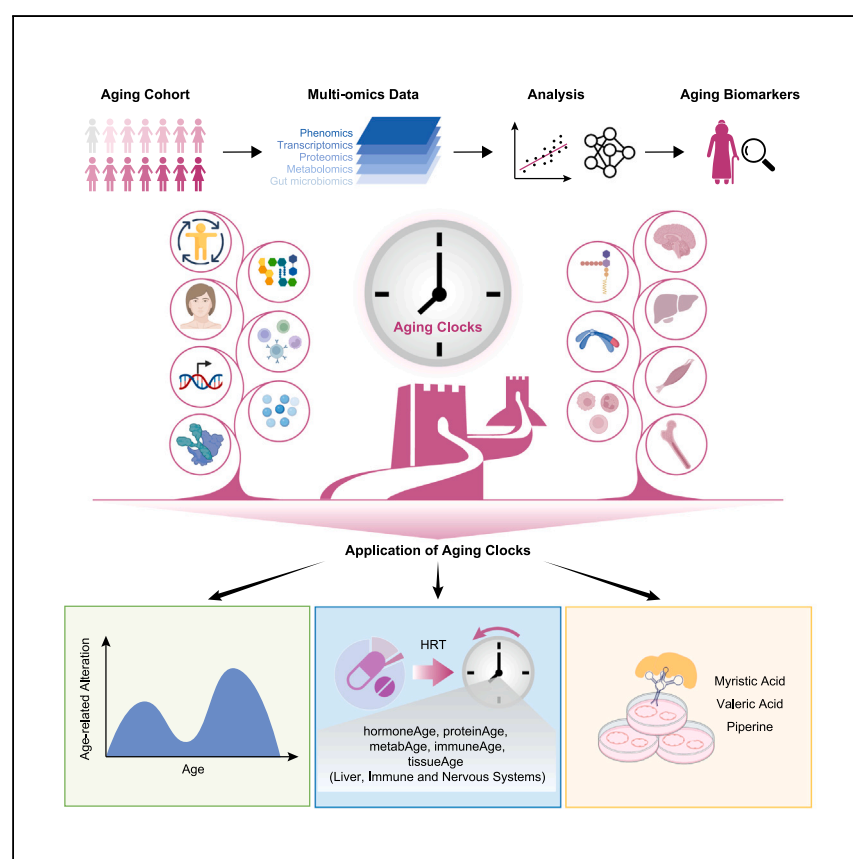 Aging Cohort
Multi-omics Data
Analysis
Aging Biomarkers
Phenomics
Transcriptomics
Proteomics
Metabolomics
Gut microbiomics
Aging Clocks
Application of Aging Clocks
Age-related Alteration
Age
HRT
hormoneAge, proteinAge,
metabAge, immuneAge,
tissueAge
(Liver, Immune and Nervous Systems)
Myristic Acid
Valeric Acid
Piperine